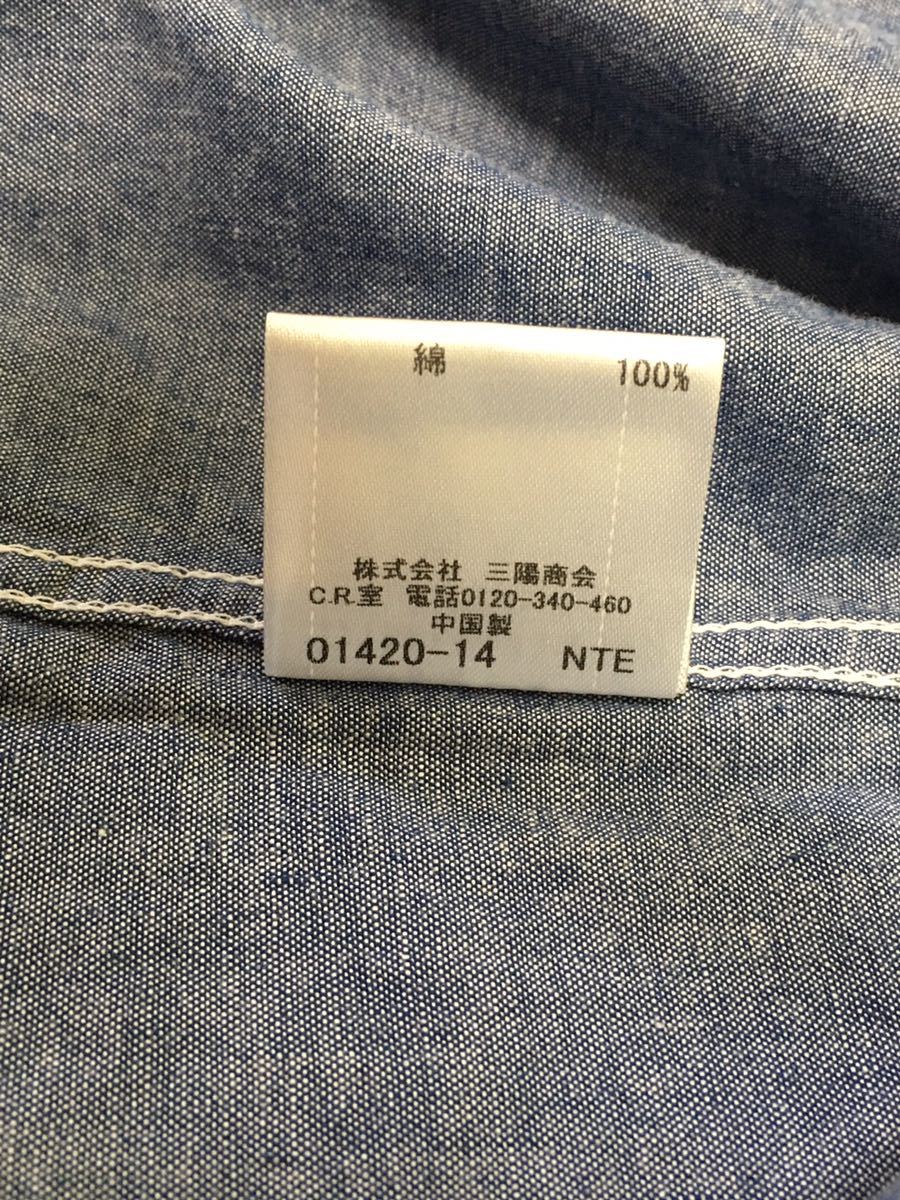 綿 100%
株式会社 三陽商会
C.R.室 電話0120-340-460
中国製
01420-14 NTE